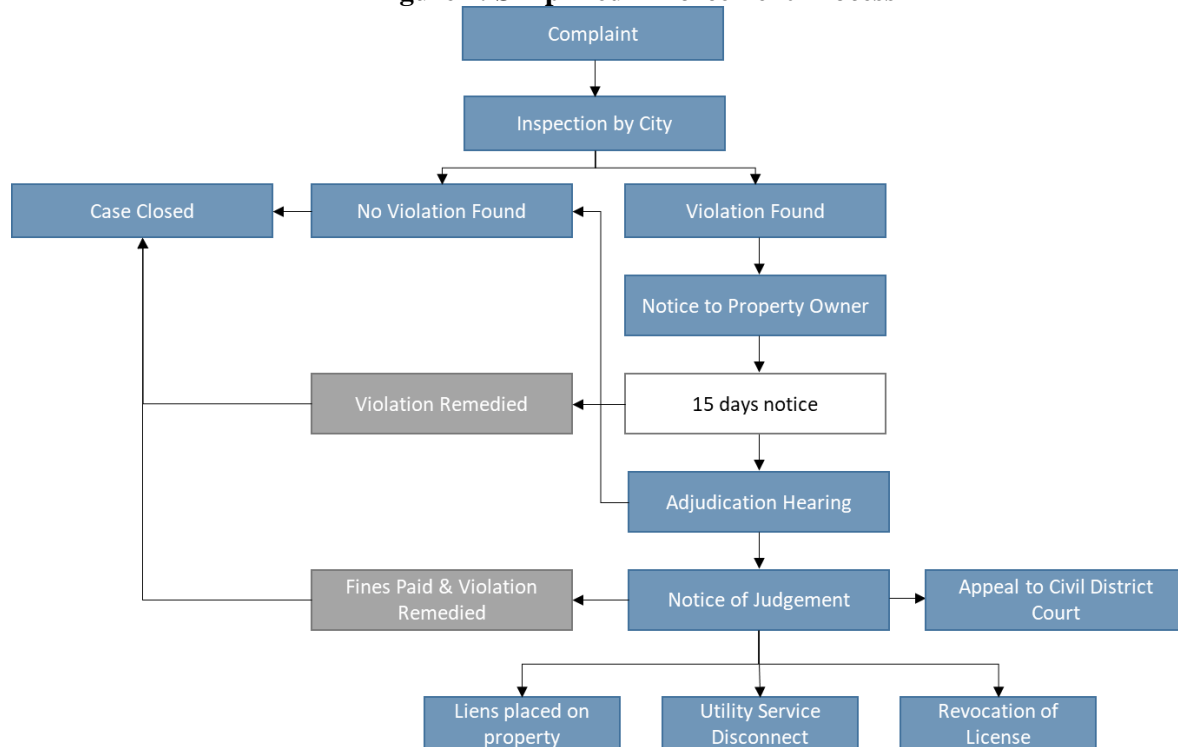 Complaint
Inspection by City
Case Closed
No Violation Found
Violation Found
Notice to Property Owner
Violation Remedied
15 days notice
Adjudication Hearing
Fines Paid & Violation
Remedied
Notice of Judgement
Appeal to Civil District
Court
Liens placed on
property
Utility Service
Disconnect
Revocation of
License